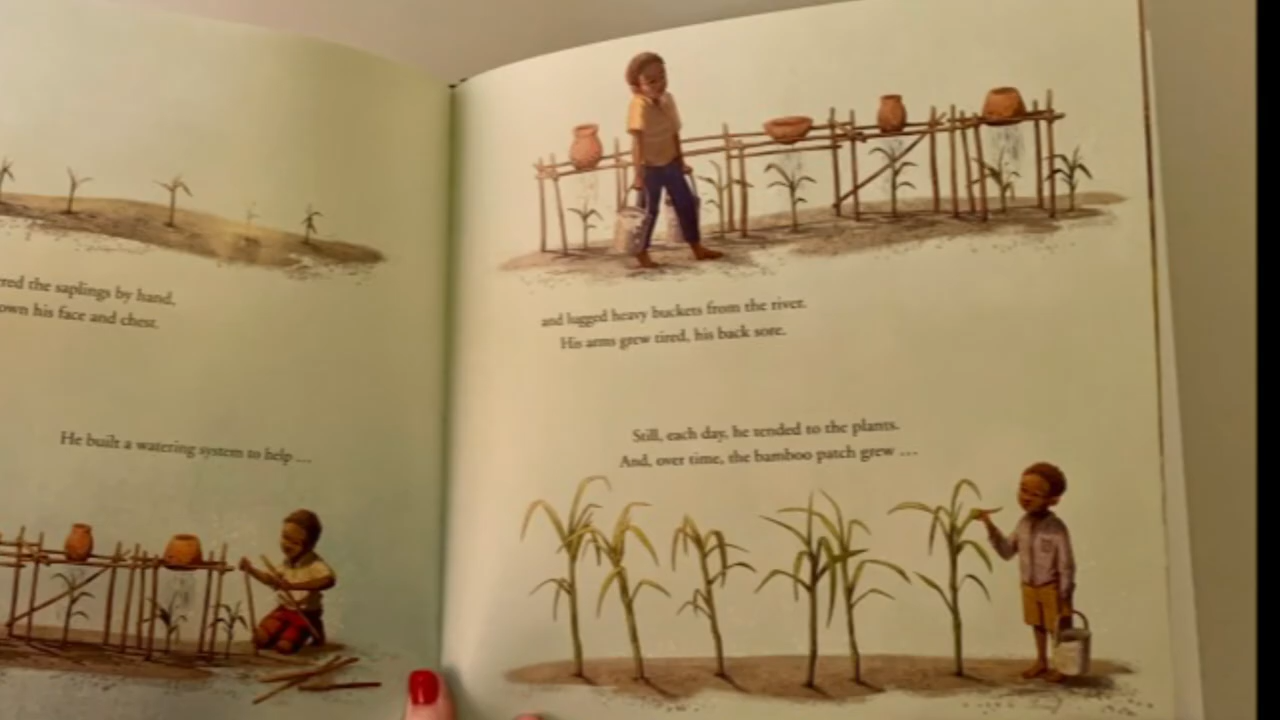 the saplings by hand,
his face and chest.
He built a watering system to help ...
and lugged heavy buckets from the river.
His arms grew tired, his back sore.
Still, each day, he tended to the plants.
And, over time, the bamboo patch grew ...